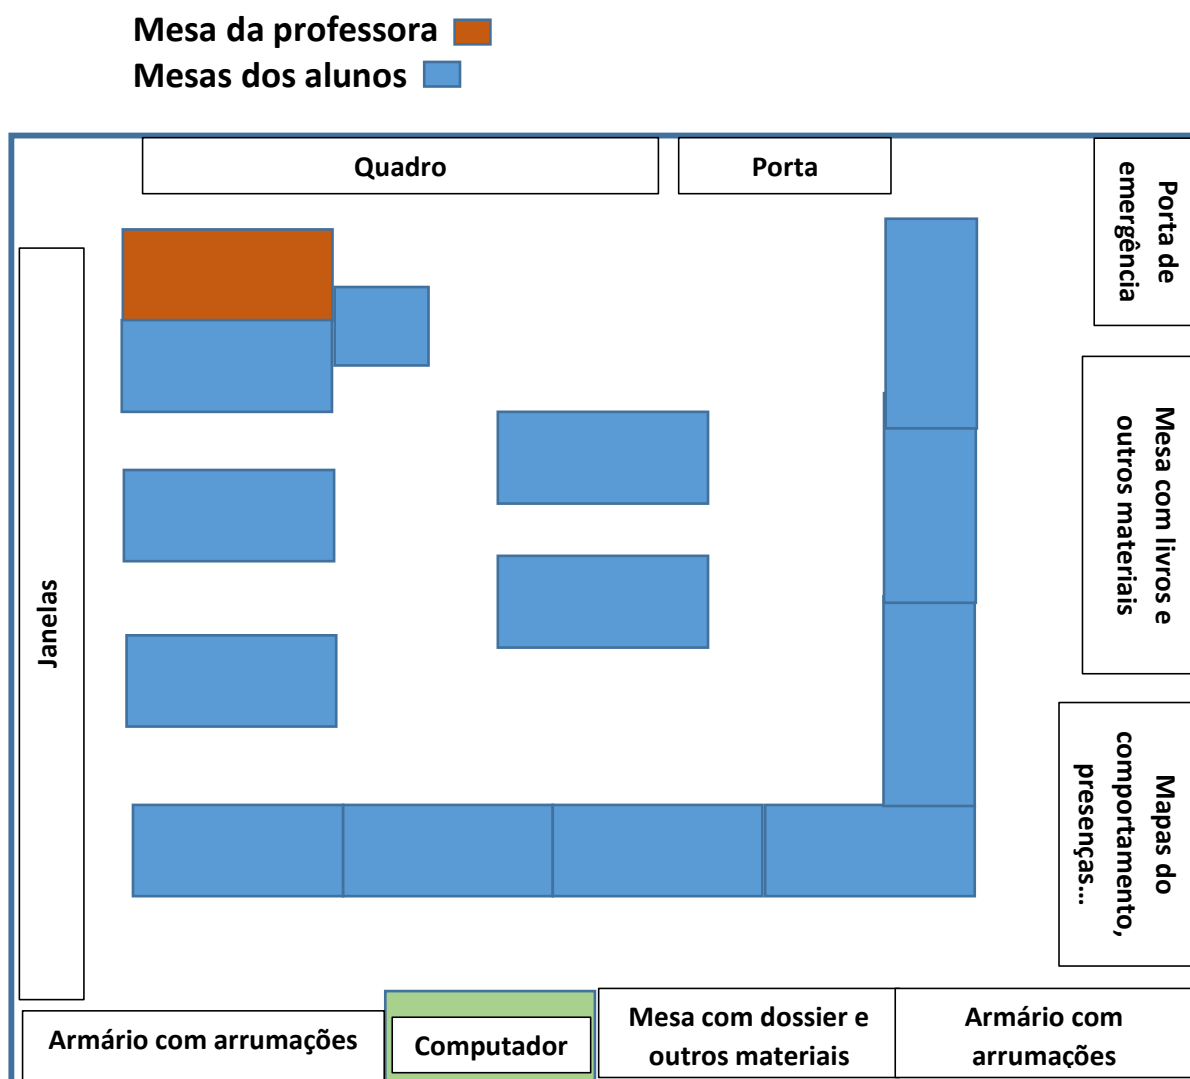 Mesa da professora
Mesas dos alunos
Quadro
Porta
Porta de
emergência
Janelas
Mesa com livros e
outros materiais
Mapas do
comportamento,
presenças...
Armário com arrumações
Computador
Mesa com dossier e
outros materiais
Armário com
arrumações